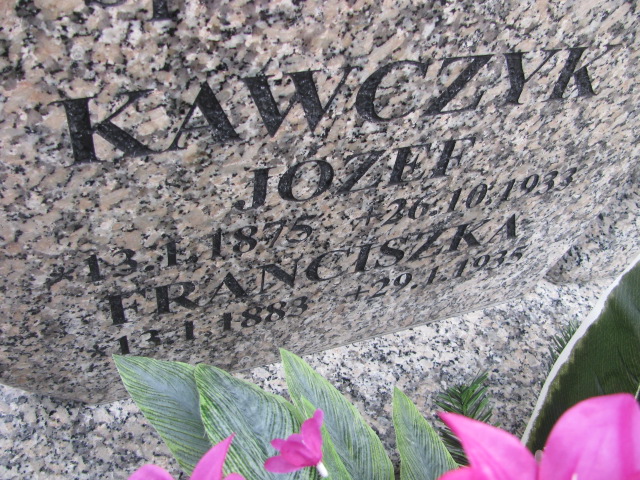 KAWCZYK
JÓZEF
*13.1.1875 +26.10.1933
FRANCISZKA
*13.1.1883 +29.1.1935